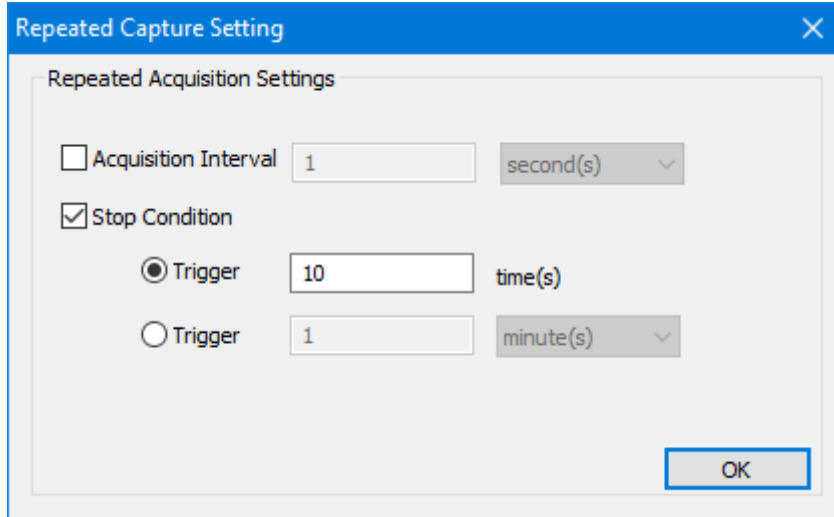 Repeated Capture Setting
Repeated Acquisition Settings
Acquisition Interval 1 second(s)
Stop Condition
Trigger 10 time(s)
Trigger 1 minute(s)
OK